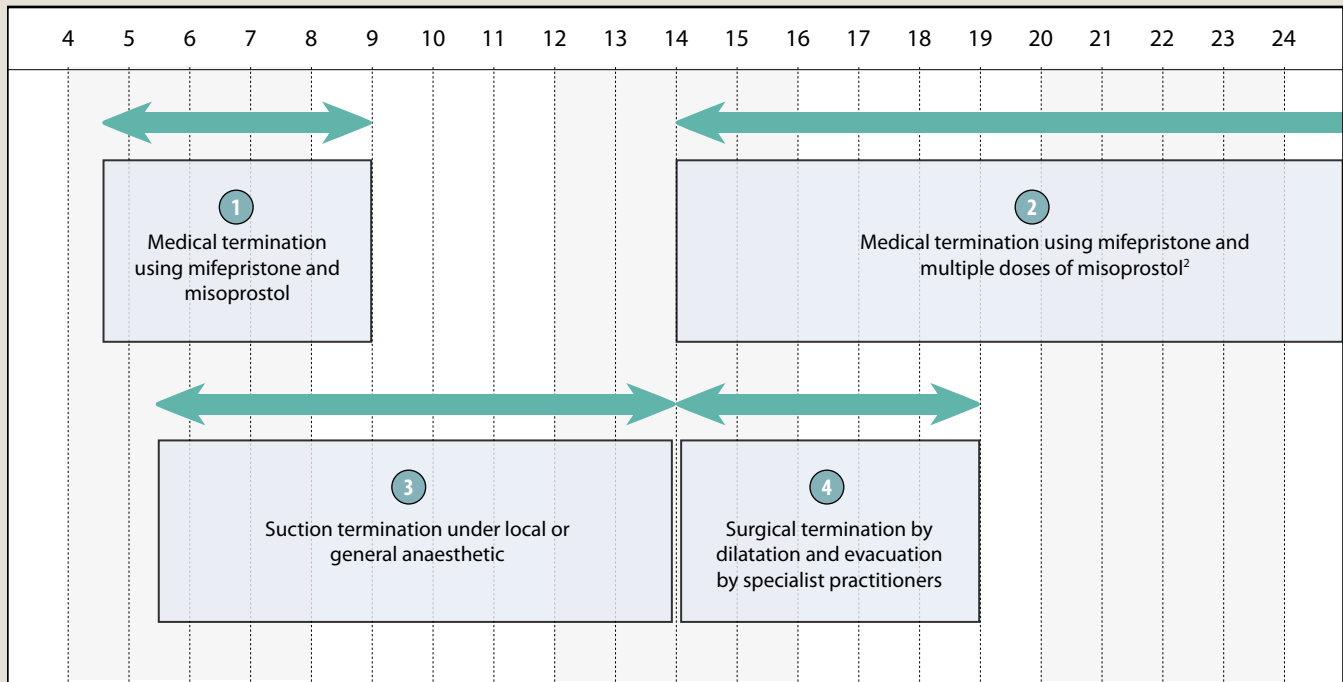 4 5 6 7 8 9 10 11 12 13 14 15 16 17 18 19 20 21 22 23 24
1
Medical termination
using mifepristone and
misoprostol
2
Medical termination using mifepristone and
multiple doses of misoprostol²
3
Suction termination under local or
general anaesthetic
4
Surgical termination by
dilatation and evacuation
by specialist practitioners